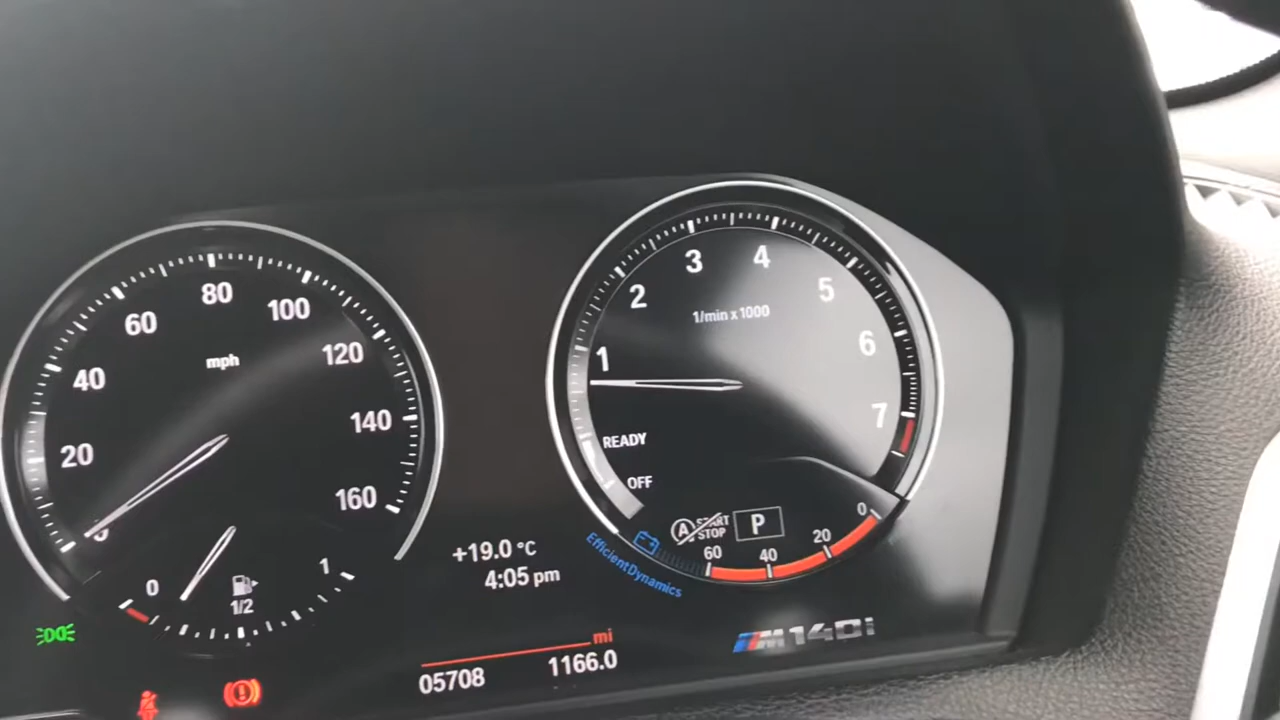 20
40
60
80
100
120
140
160
mph
0
0
1
1/2
+19.0 °C
4:05 pm
mi
05708
1166.0
OFF
READY
1
2
3
4
5
6
7
1/min x 1000
A
START
STOP
P
60
40
20
0
EfficientDynamics
M140i